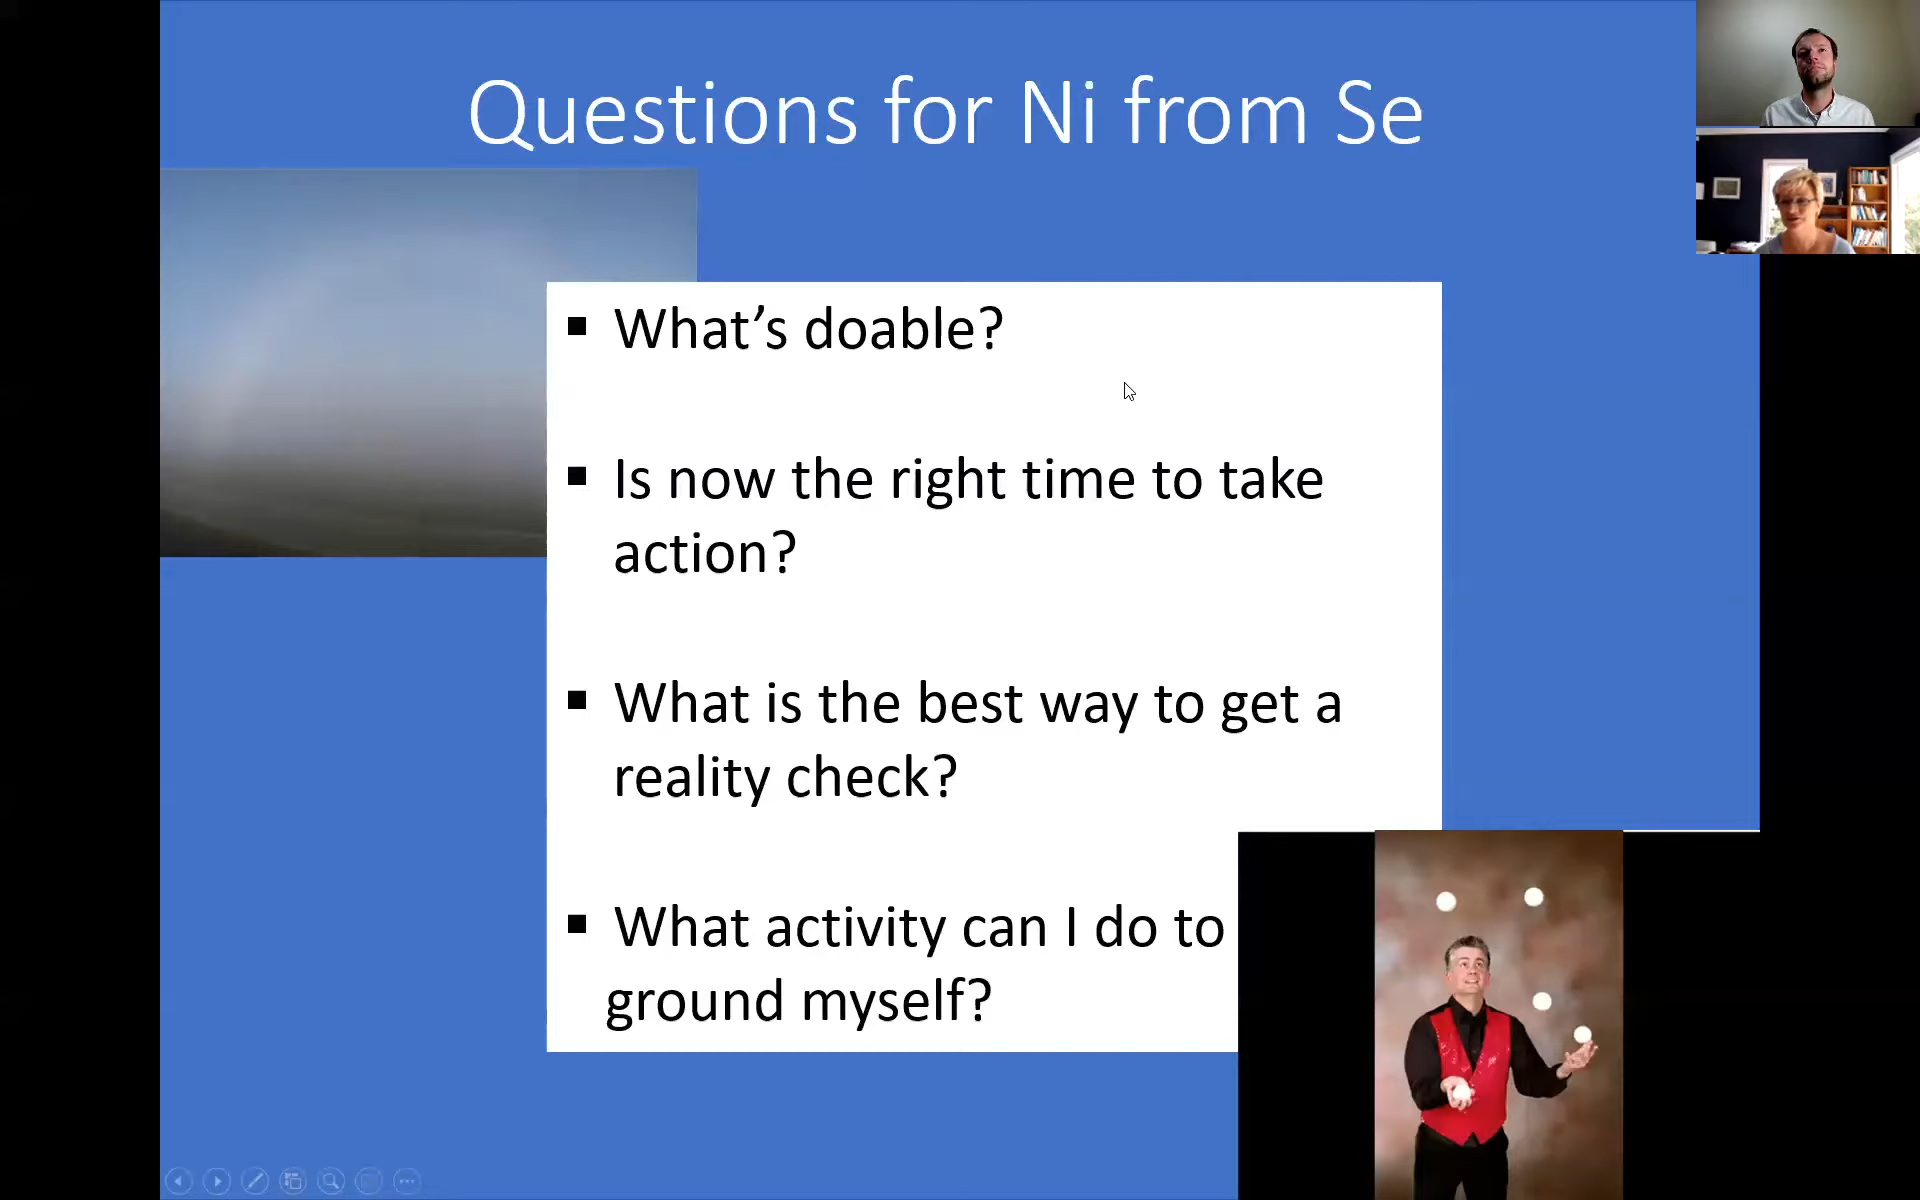 Questions for Ni from Se
▪ What’s doable?
▪ Is now the right time to take
action?
▪ What is the best way to get a
reality check?
▪ What activity can I do to
ground myself?